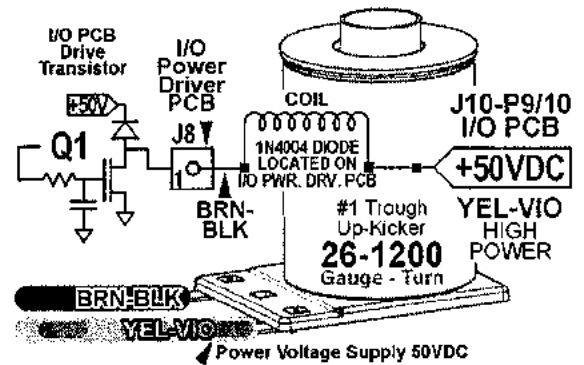 I/O PCB
Drive
Transistor
+50V
Q1
I/O
Power
Driver
PCB
J8
1
BRN-
BLK
COIL
1N4004 DIODE
LOCATED ON
I/O PWR. DRV. PCB
#1 Trough
Up-Kicker
26-1200
Gauge - Turn
J10-P9/10
I/O PCB
+50VDC
YEL-VIO
HIGH
POWER
BRN-BLK
YEL-VIO
Power Voltage Supply 50VDC